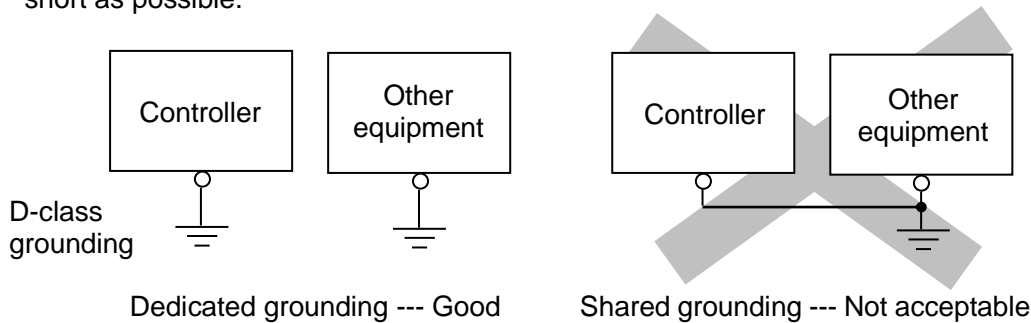 short as possible.
Controller
Other
equipment
Controller
Other
equipment
D-class
grounding
Dedicated grounding --- Good
Shared grounding --- Not acceptable